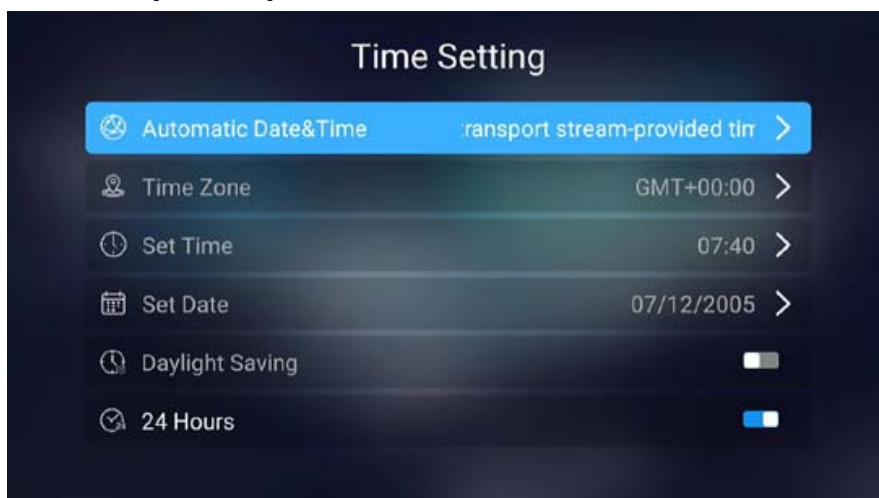 Time Setting
Automatic Date&Time transport stream-provided tim
Time Zone GMT+00:00
Set Time 07:40
Set Date 07/12/2005
Daylight Saving
24 Hours